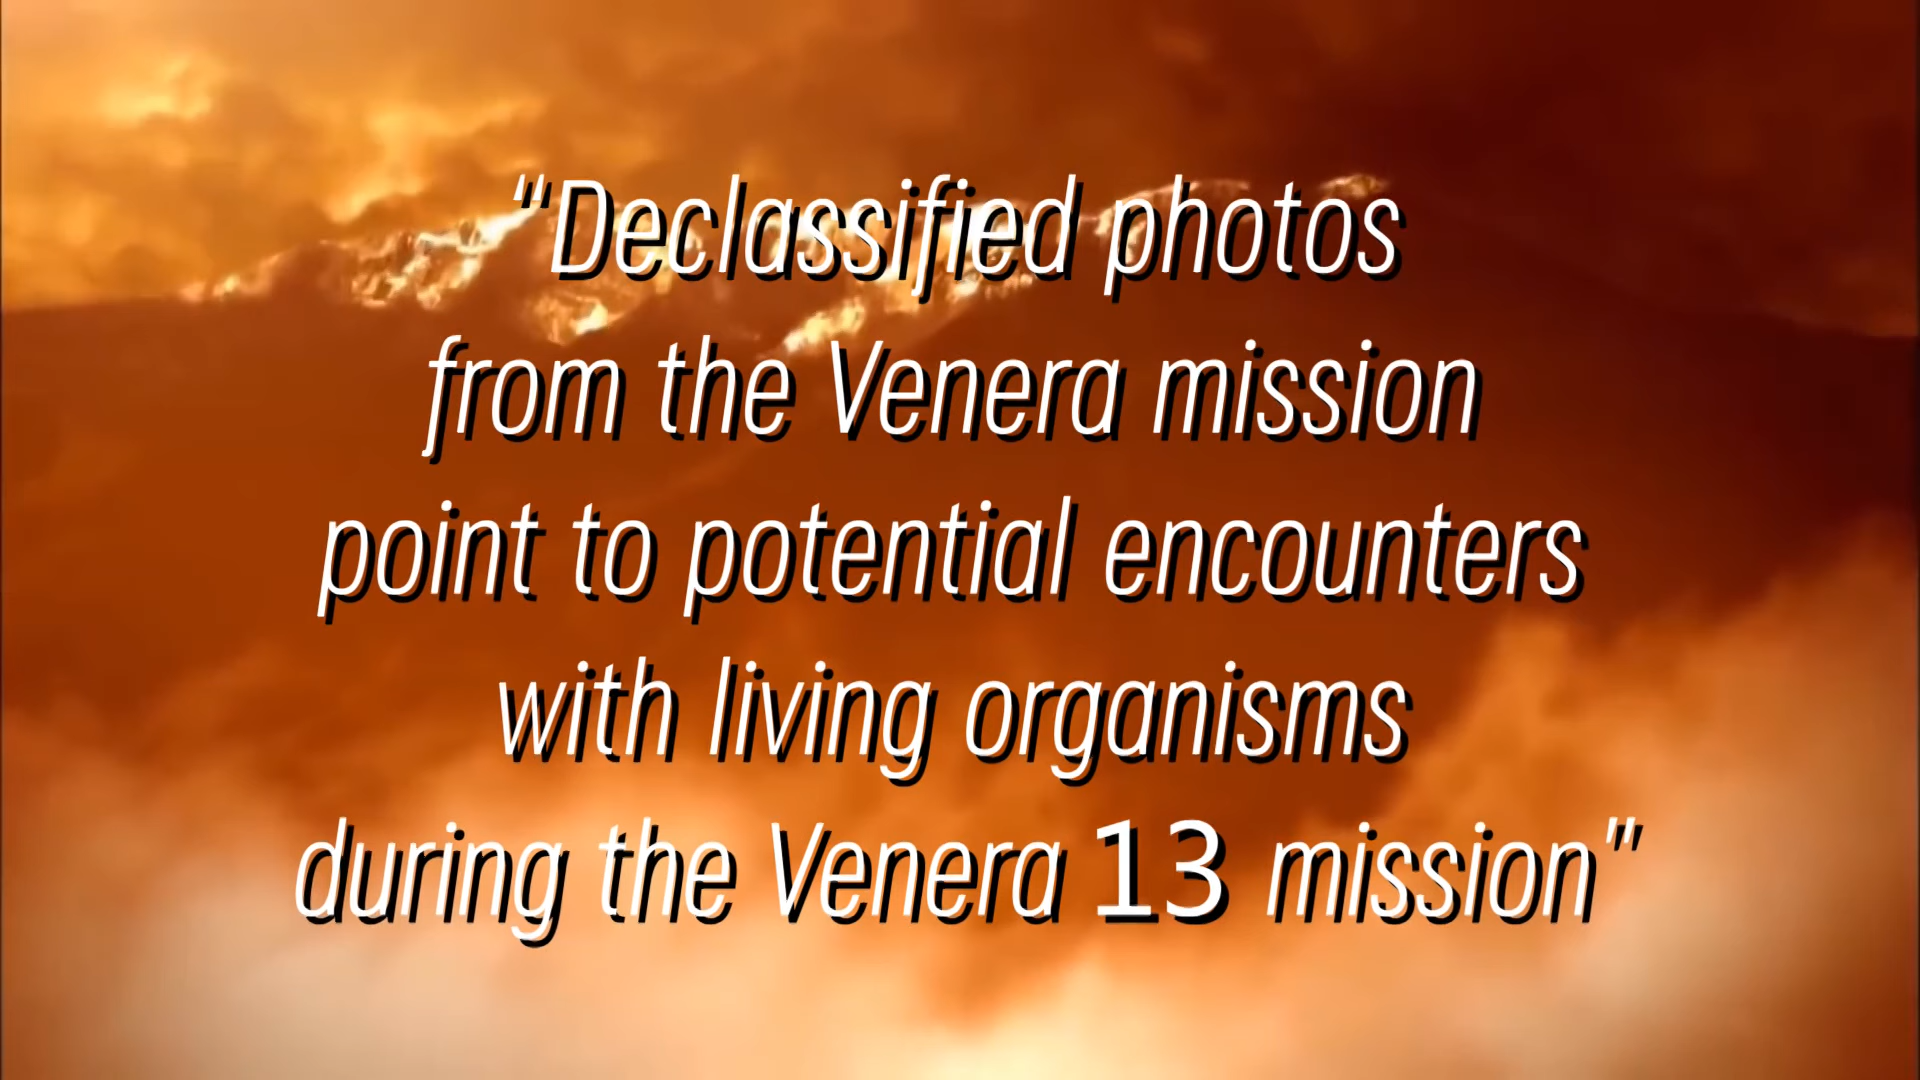 “Declassified photos
from the Venera mission
point to potential encounters
with living organisms
during the Venera 13 mission”